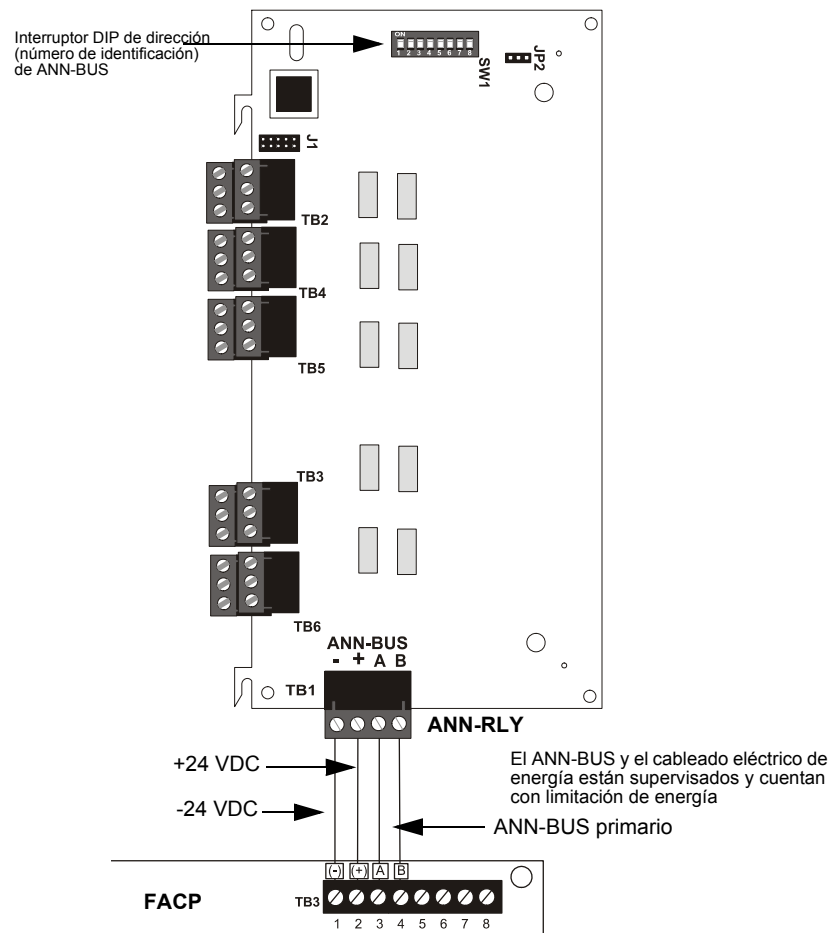 Interruptor DIP de dirección
(número de identificación)
de ANN-BUS
ON
1 2 3 4 5 6 7 8
SW1
JP2
J1
TB2
TB4
TB5
TB3
TB6
ANN-BUS
- + A B
TB1
ANN-RLY
+24 VDC
El ANN-BUS y el cableado eléctrico de
energía están supervisados y cuentan
con limitación de energía
-24 VDC
ANN-BUS primario
(-) (+) A B
FACP
TB3
1 2 3 4 5 6 7 8